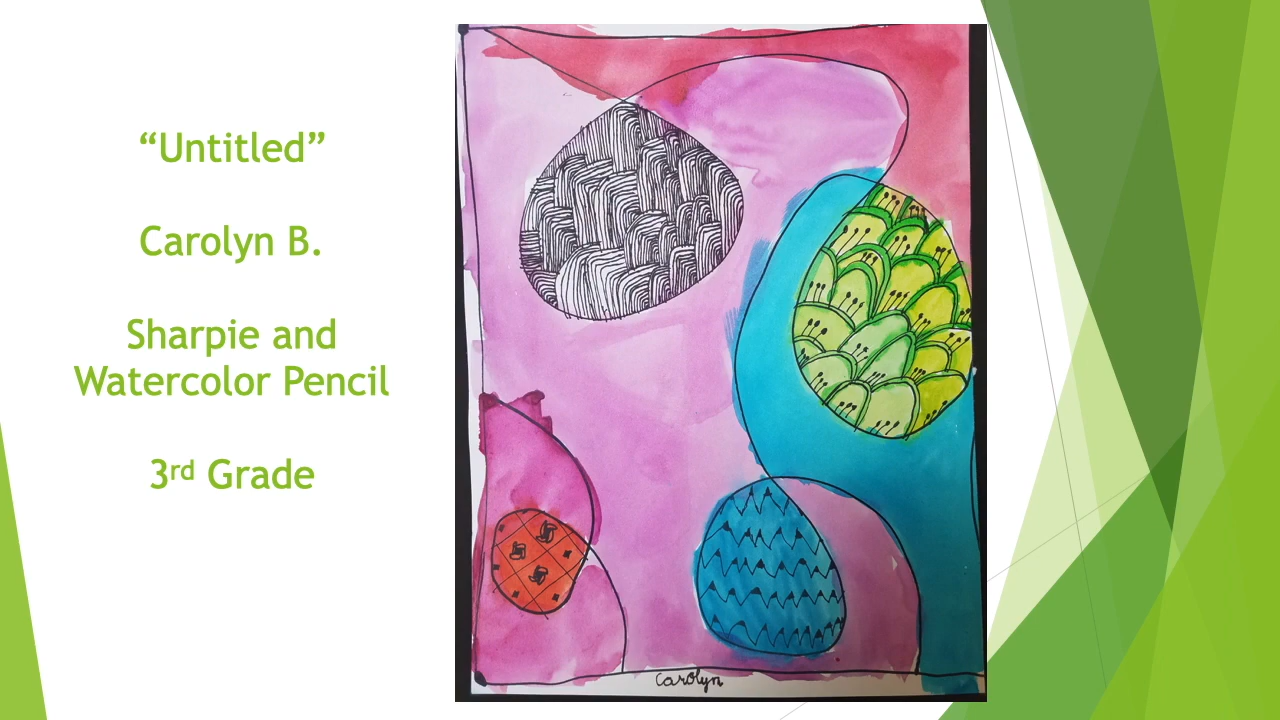 “Untitled”
Carolyn B.
Sharpie and
Watercolor Pencil
3rd Grade
Carolyn